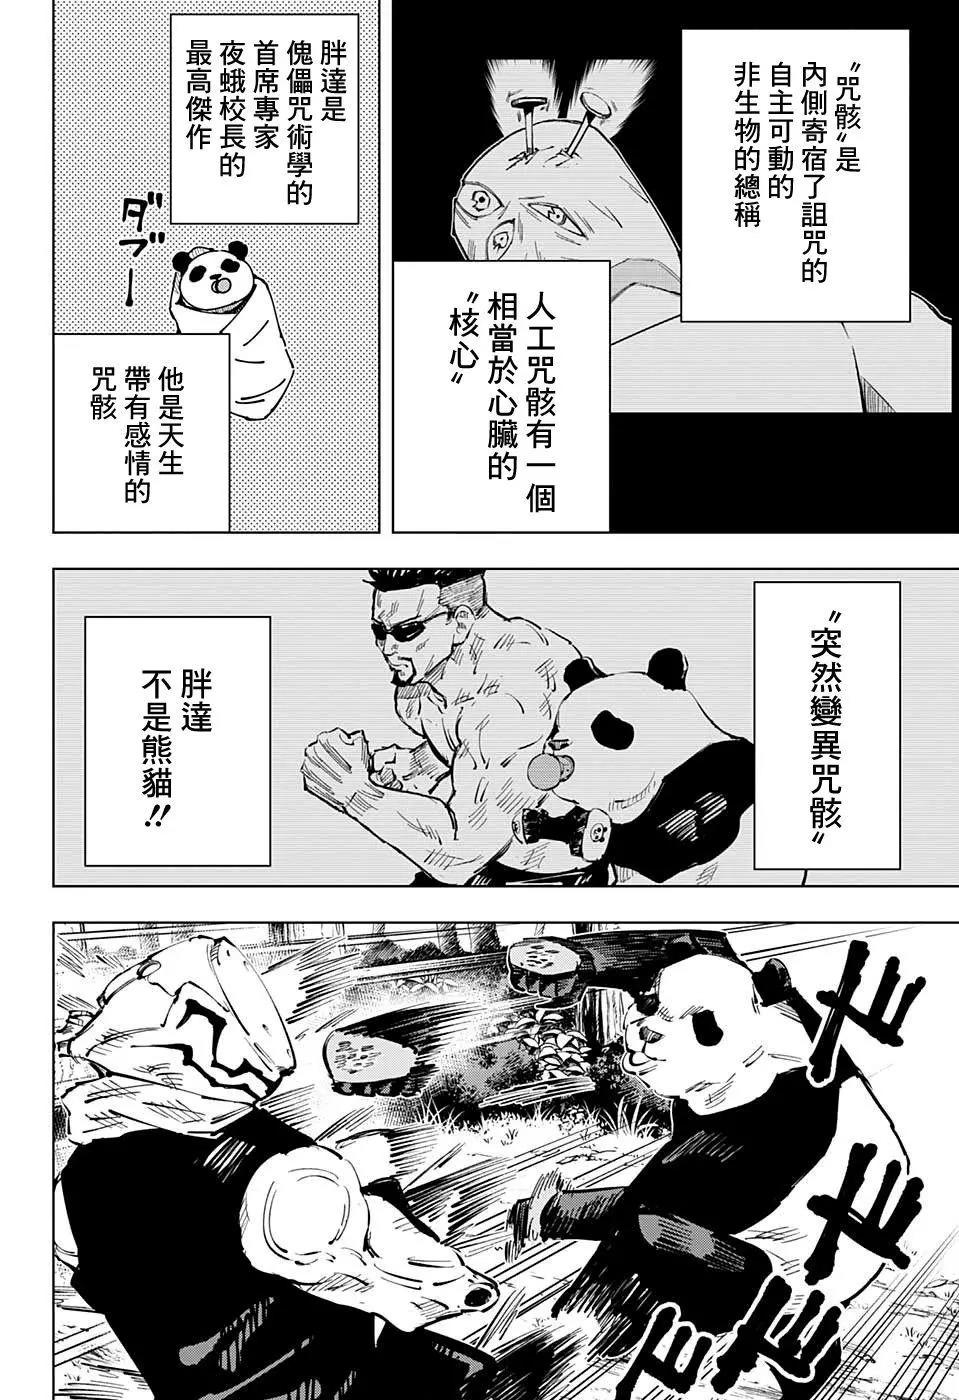 〝咒骸〞是
內側寄宿了詛咒的
自主可動的
非生物的總稱
人工咒骸有一個
相當於心臟的
〝核心〞
胖達是
傀儡咒術學的
首席專家
夜蛾校長的
最高傑作
ダブー
他是天生
帶有感情的
咒骸
〝突然變異咒骸〞
胖達
不是熊貓!!
ドド
ドド